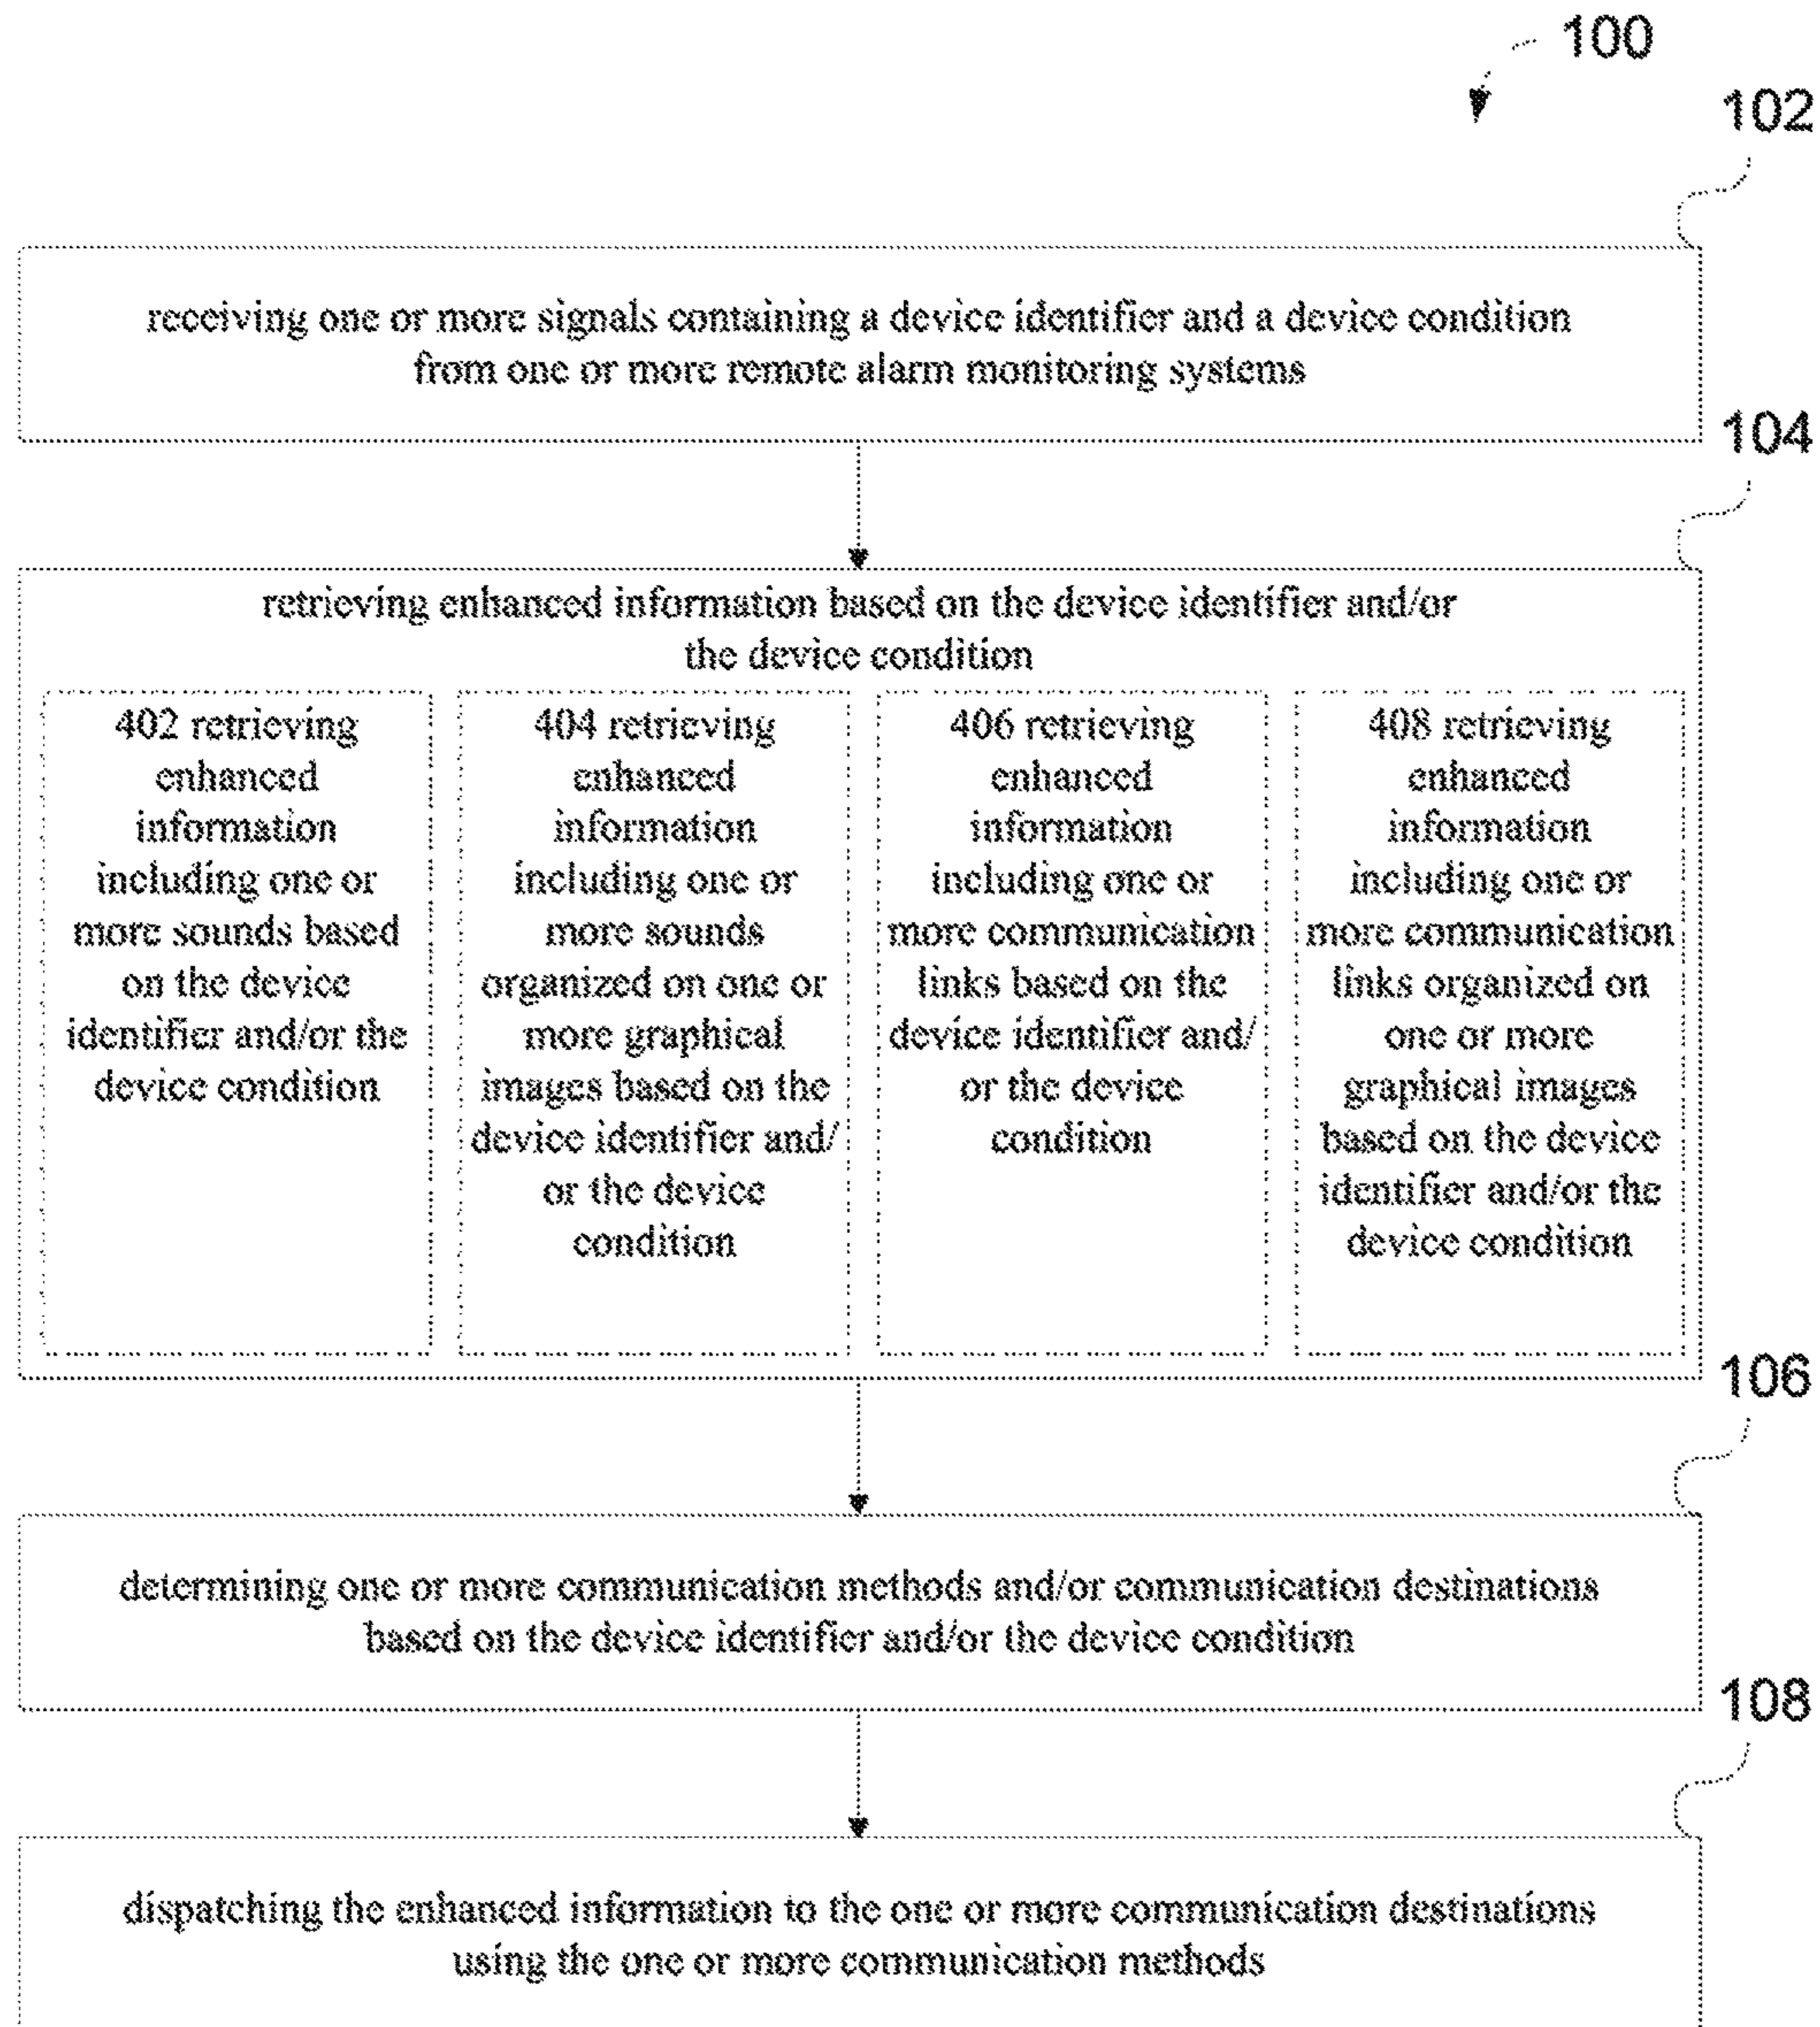 100
102
receiving one or more signals containing a device identifier and a device condition
from one or more remote alarm monitoring systems
104
retrieving enhanced information based on the device identifier and/or
the device condition
402 retrieving
enhanced
information
including one or
more sounds based
on the device
identifier and/or the
device condition
404 retrieving
enhanced
information
including one or
more sounds
organized on one or
more graphical
images based on the
device identifier and/
or the device
condition
406 retrieving
enhanced
information
including one or
more communication
links based on the
device identifier and/
or the device
condition
408 retrieving
enhanced
information
including one or
more communication
links organized on
one or more
graphical images
based on the device
identifier and/or the
device condition
106
determining one or more communication methods and/or communication destinations
based on the device identifier and/or the device condition
108
dispatching the enhanced information to the one or more communication destinations
using the one or more communication methods